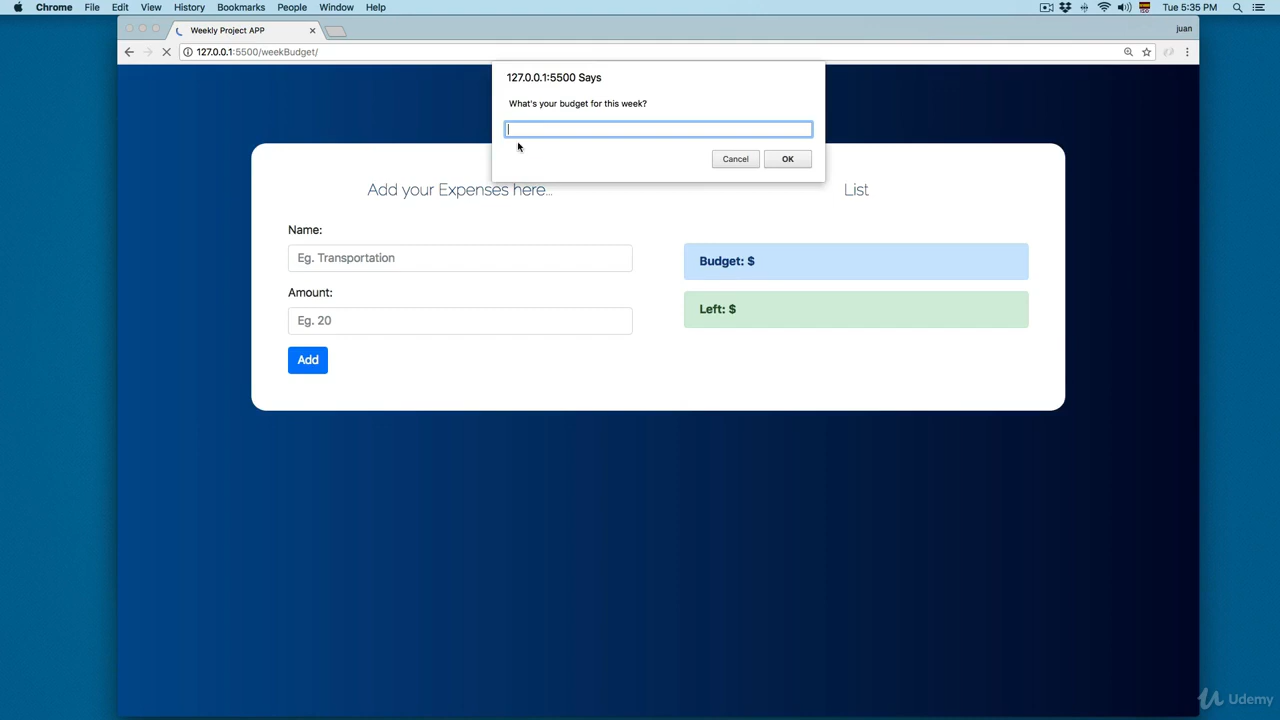 Chrome File Edit View History Bookmarks People Window Help
Tue 5:35 PM
Weekly Project APP
juan
127.0.0.1:5500/weekBudget/
127.0.0.1:5500 Says
What's your budget for this week?
Cancel OK
Add your Expenses here...
List
Name:
Eg. Transportation
Budget: $
Amount:
Left: $
Eg. 20
Add
Udemy